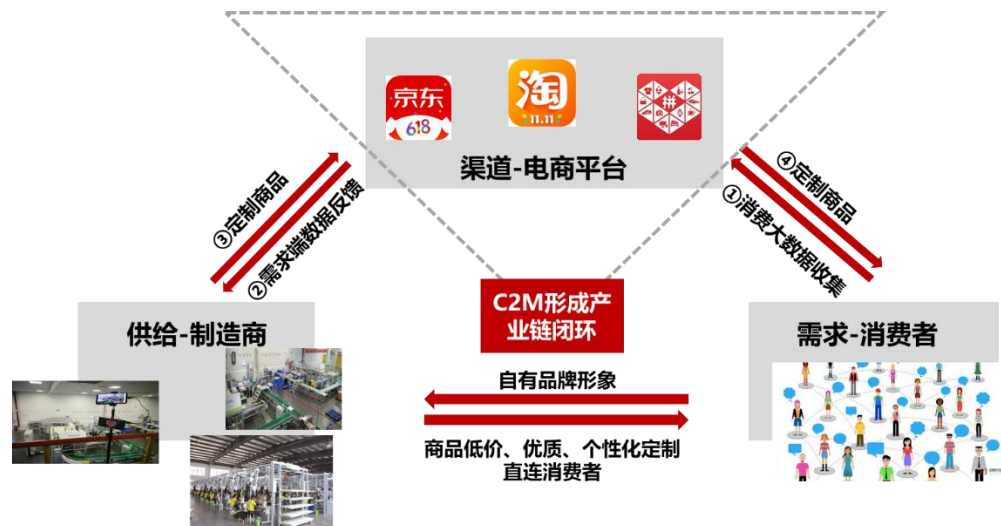 京东
618
淘
11.11
拼
渠道-电商平台
③定制商品
②需求端数据反馈
④定制商品
①消费大数据收集
C2M形成产
业链闭环
供给-制造商
需求-消费者
自有品牌形象
商品低价、优质、个性化定制
直连消费者